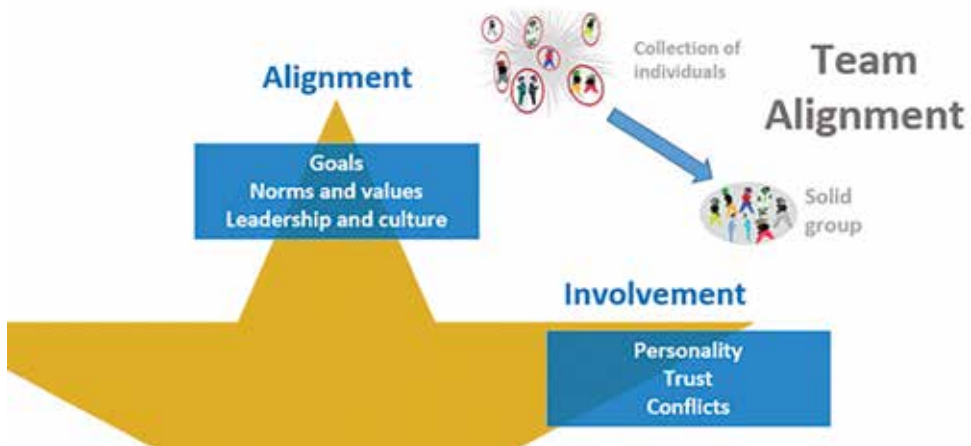 Collection of
individuals
Team
Alignment
Alignment
Goals
Norms and values
Leadership and culture
Solid
group
Involvement
Personality
Trust
Conflicts